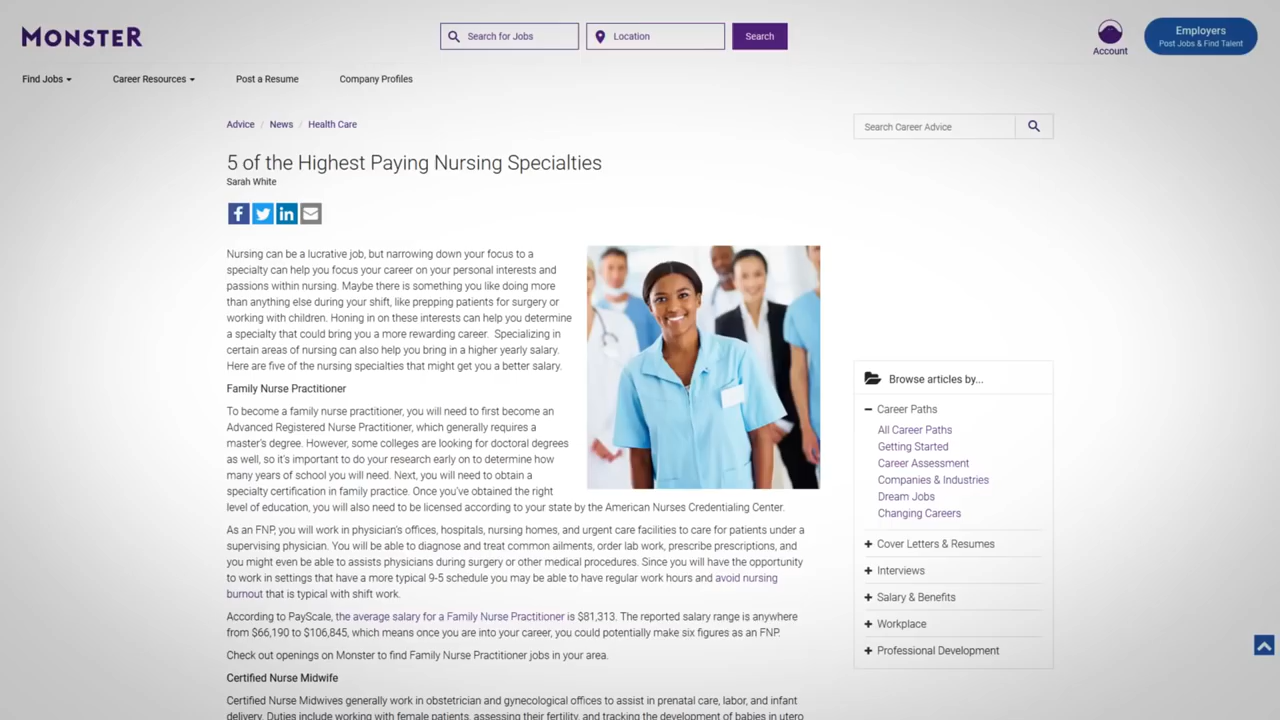 MONSTER
Search for Jobs
Location
Search
Account
Employers
Post Jobs & Find Talent
Find Jobs
Career Resources
Post a Resume
Company Profiles
Advice / News / Health Care
Search Career Advice
5 of the Highest Paying Nursing Specialties
Sarah White
Nursing can be a lucrative job, but narrowing down your focus to a
specialty can help you focus your career on your personal interests and
passions within nursing. Maybe there is something you like doing more
than anything else during your shift, like prepping patients for surgery or
working with children. Honing in on these interests can help you determine
a specialty that could bring you a more rewarding career. Specializing in
certain areas of nursing can also help you bring in a higher yearly salary.
Here are five of the nursing specialties that might get you a better salary.
Family Nurse Practitioner
To become a family nurse practitioner, you will need to first become an
Advanced Registered Nurse Practitioner, which generally requires a
master's degree. However, some colleges are looking for doctoral degrees
as well, so it's important to do your research early on to determine how
many years of school you will need. Next, you will need to obtain a
specialty certification in family practice. Once you've obtained the right
level of education, you will also need to be licensed according to your state by the American Nurses Credentialing Center.
As an FNP, you will work in physician's offices, hospitals, nursing homes, and urgent care facilities to care for patients under a
supervising physician. You will be able to diagnose and treat common ailments, order lab work, prescribe prescriptions, and
you might even be able to assists physicians during surgery or other medical procedures. Since you will have the opportunity
to work in settings that have a more typical 9-5 schedule you may be able to have regular work hours and avoid nursing
burnout that is typical with shift work.
According to PayScale, the average salary for a Family Nurse Practitioner is $81,313. The reported salary range is anywhere
from $66,190 to $106,845, which means once you are into your career, you could potentially make six figures as an FNP.
Check out openings on Monster to find Family Nurse Practitioner jobs in your area.
Certified Nurse Midwife
Certified Nurse Midwives generally work in obstetrician and gynecological offices to assist in prenatal care, labor, and infant
delivery. Duties include working with female patients, assessing their fertility, and tracking the development of babies in utero
Browse articles by...
Career Paths
All Career Paths
Getting Started
Career Assessment
Companies & Industries
Dream Jobs
Changing Careers
Cover Letters & Resumes
Interviews
Salary & Benefits
Workplace
Professional Development